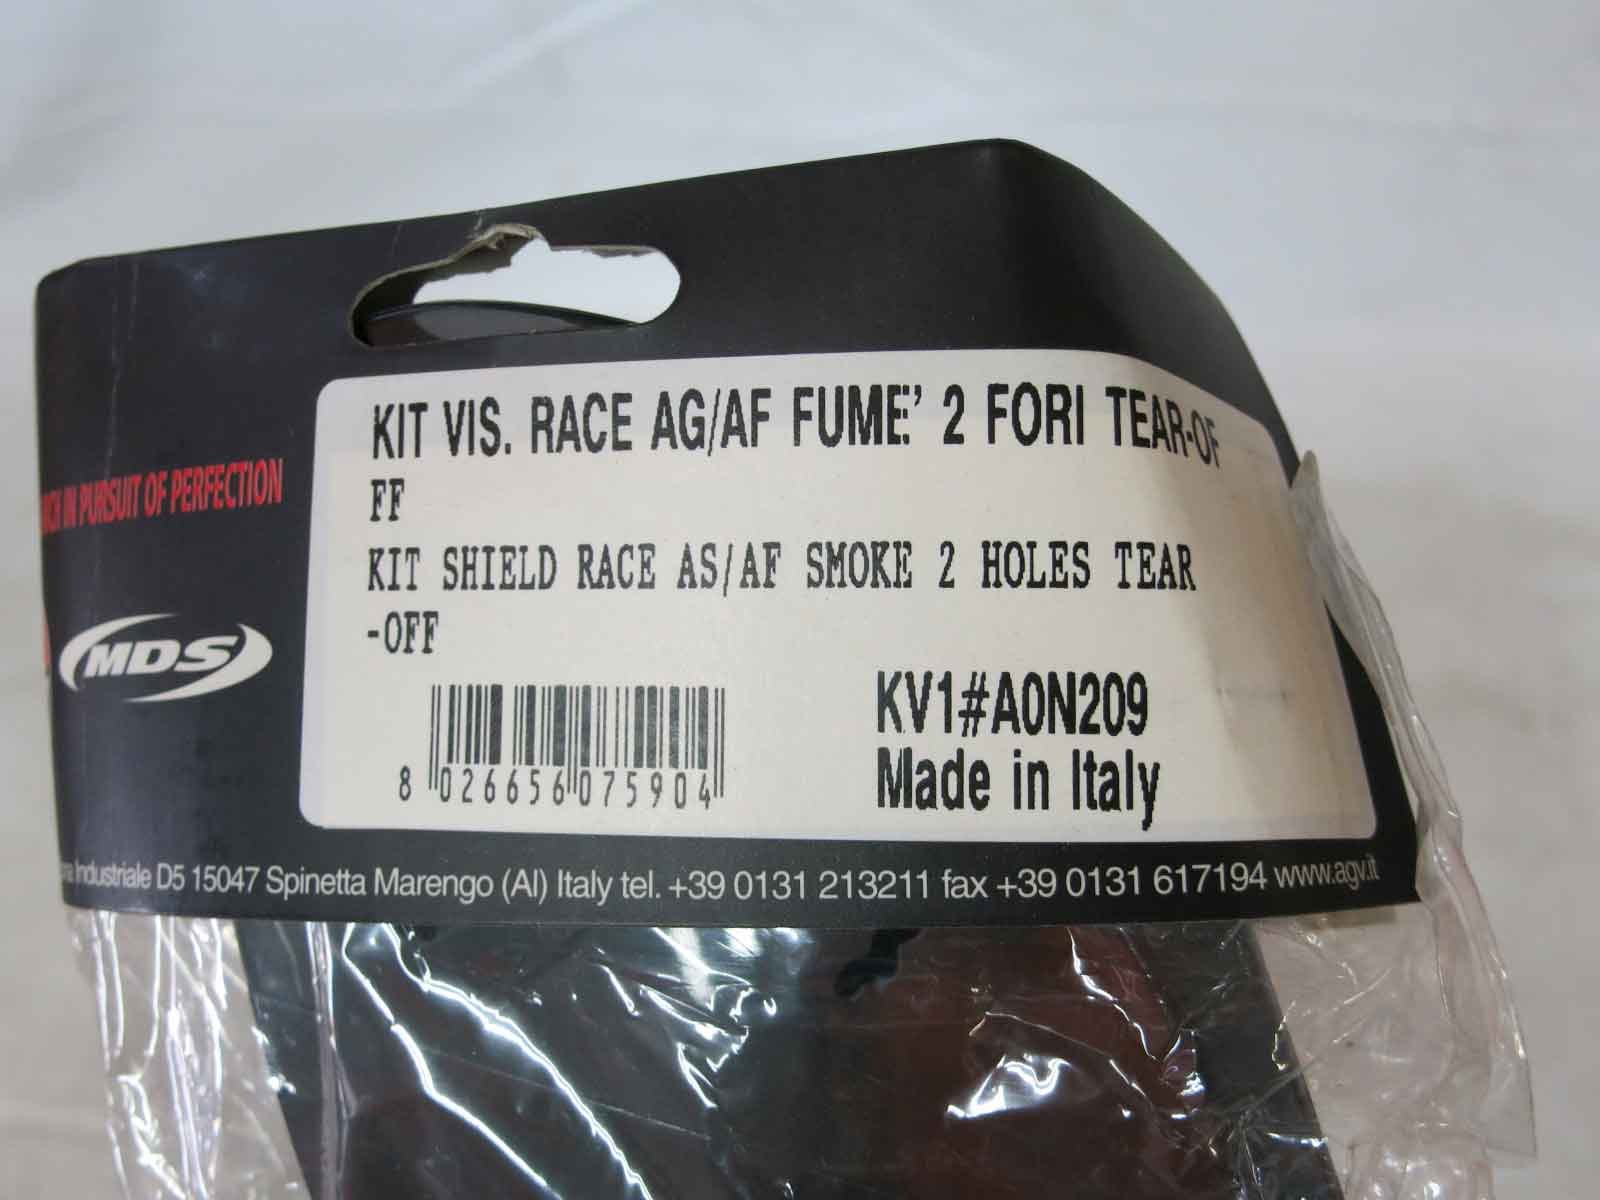 KIT VIS. RACE AG/AF FUME' 2 FORI TEAR-OF
FF
KIT SHIELD RACE AS/AF SMOKE 2 HOLES TEAR
-OFF
IN PURSUIT OF PERFECTION
MDS
KV1#A0N209
Made in Italy
8 026656 075904
Industriale D5 15047 Spinetta Marengo (Al) Italy tel. +39 0131 213211 fax +39 0131 617194 www.agv.it